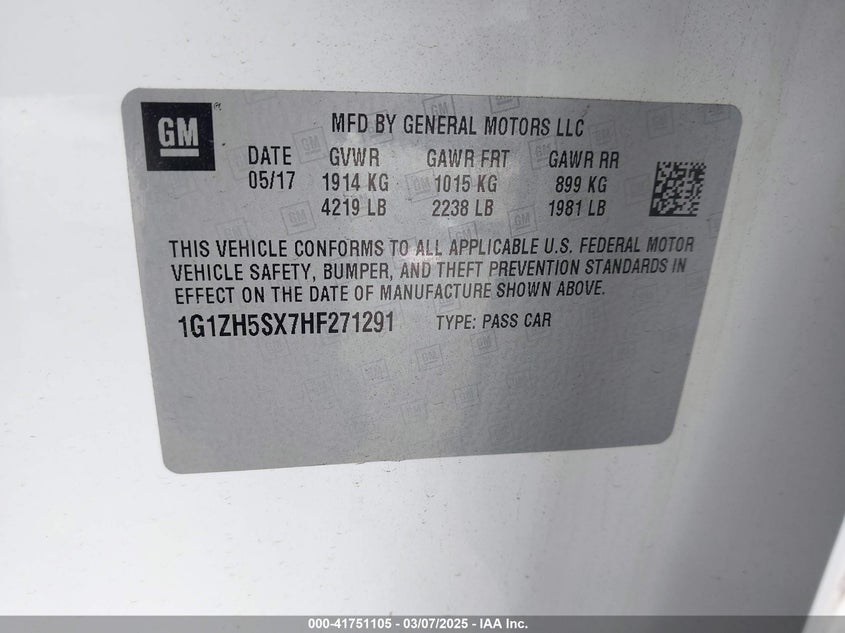 GM
MFD BY GENERAL MOTORS LLC
DATE GVWR GAWR FRT GAWR RR
05/17 1914 KG 1015 KG 899 KG
4219 LB 2238 LB 1981 LB
THIS VEHICLE CONFORMS TO ALL APPLICABLE U.S. FEDERAL MOTOR
VEHICLE SAFETY, BUMPER, AND THEFT PREVENTION STANDARDS IN
EFFECT ON THE DATE OF MANUFACTURE SHOWN ABOVE.
1G1ZH5SX7HF271291 TYPE: PASS CAR
000-41751105 - 03/07/2025 - IAA Inc.